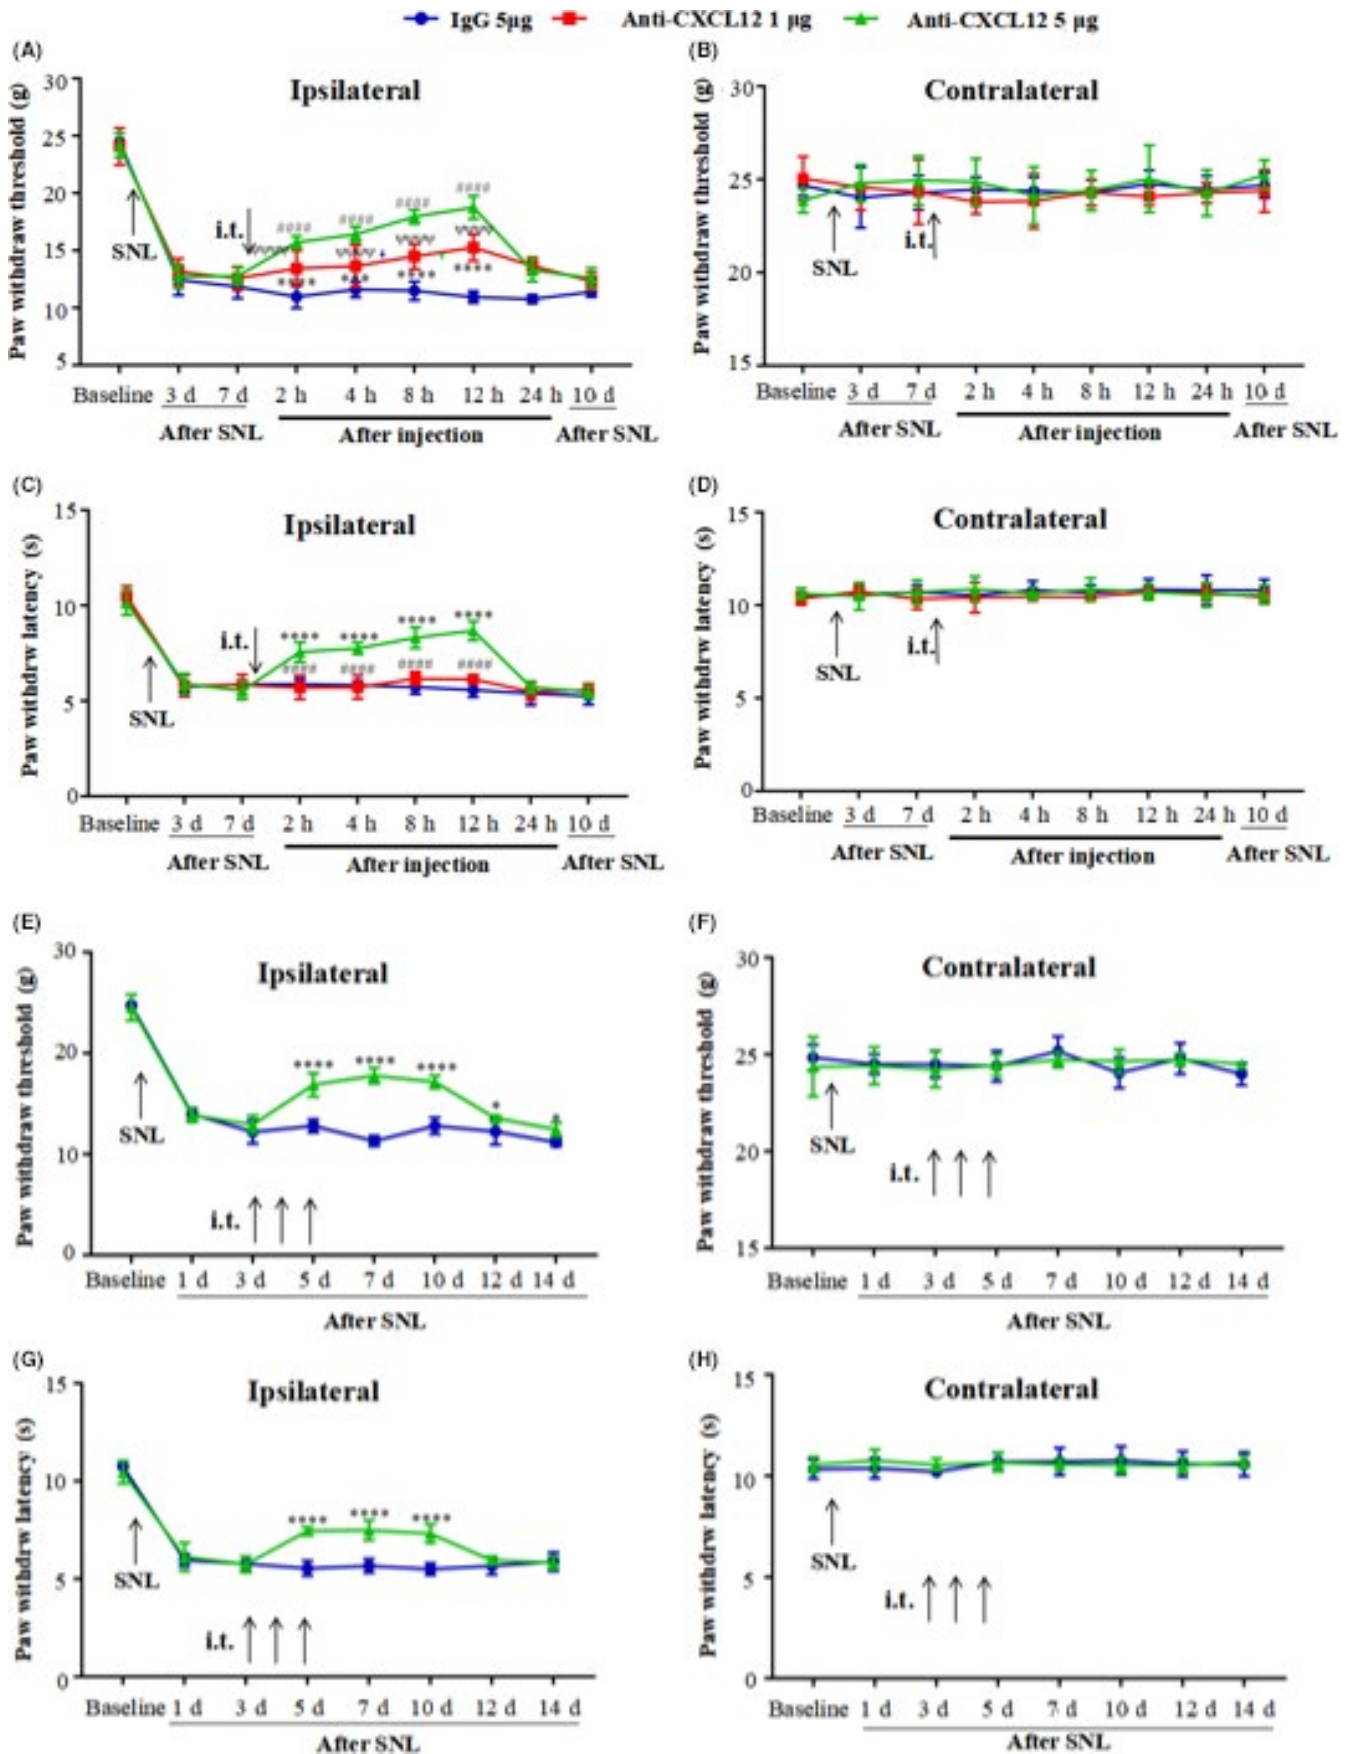 IgG 5µg Anti-CXCL12 1 µg Anti-CXCL12 5 µg
(A)
Ipsilateral
Paw withdraw threshold (g)
30
25
20
15
10
5
SNL
i.t.
####
####
####
####
****
***
****
****
Baseline 3 d 7 d 2 h 4 h 8 h 12 h 24 h 10 d
After SNL After injection After SNL
(B)
Contralateral
Paw withdraw threshold (g)
30
25
20
15
SNL
i.t.
Baseline 3 d 7 d 2 h 4 h 8 h 12 h 24 h 10 d
After SNL After injection After SNL
(C)
Ipsilateral
Paw withdrw latency (s)
15
10
5
0
SNL
i.t.
**** **** **** ****
#### #### #### ####
Baseline 3 d 7 d 2 h 4 h 8 h 12 h 24 h 10 d
After SNL After injection After SNL
(D)
Contralateral
Paw withdrw latency (s)
15
10
5
0
SNL
i.t.
Baseline 3 d 7 d 2 h 4 h 8 h 12 h 24 h 10 d
After SNL After injection After SNL
(E)
Ipsilateral
Paw withdraw threshold (g)
30
20
10
0
SNL
i.t.
**** **** **** * *
Baseline 1 d 3 d 5 d 7 d 10 d 12 d 14 d
After SNL
(F)
Contralateral
Paw withdraw threshold (g)
30
25
20
15
SNL
i.t.
Baseline 1 d 3 d 5 d 7 d 10 d 12 d 14 d
After SNL
(G)
Ipsilateral
Paw withdrw latency (s)
15
10
5
0
SNL
i.t.
**** **** ****
Baseline 1 d 3 d 5 d 7 d 10 d 12 d 14 d
After SNL
(H)
Contralateral
Paw withdrw latency (s)
15
10
5
0
SNL
i.t.
Baseline 1 d 3 d 5 d 7 d 10 d 12 d 14 d
After SNL